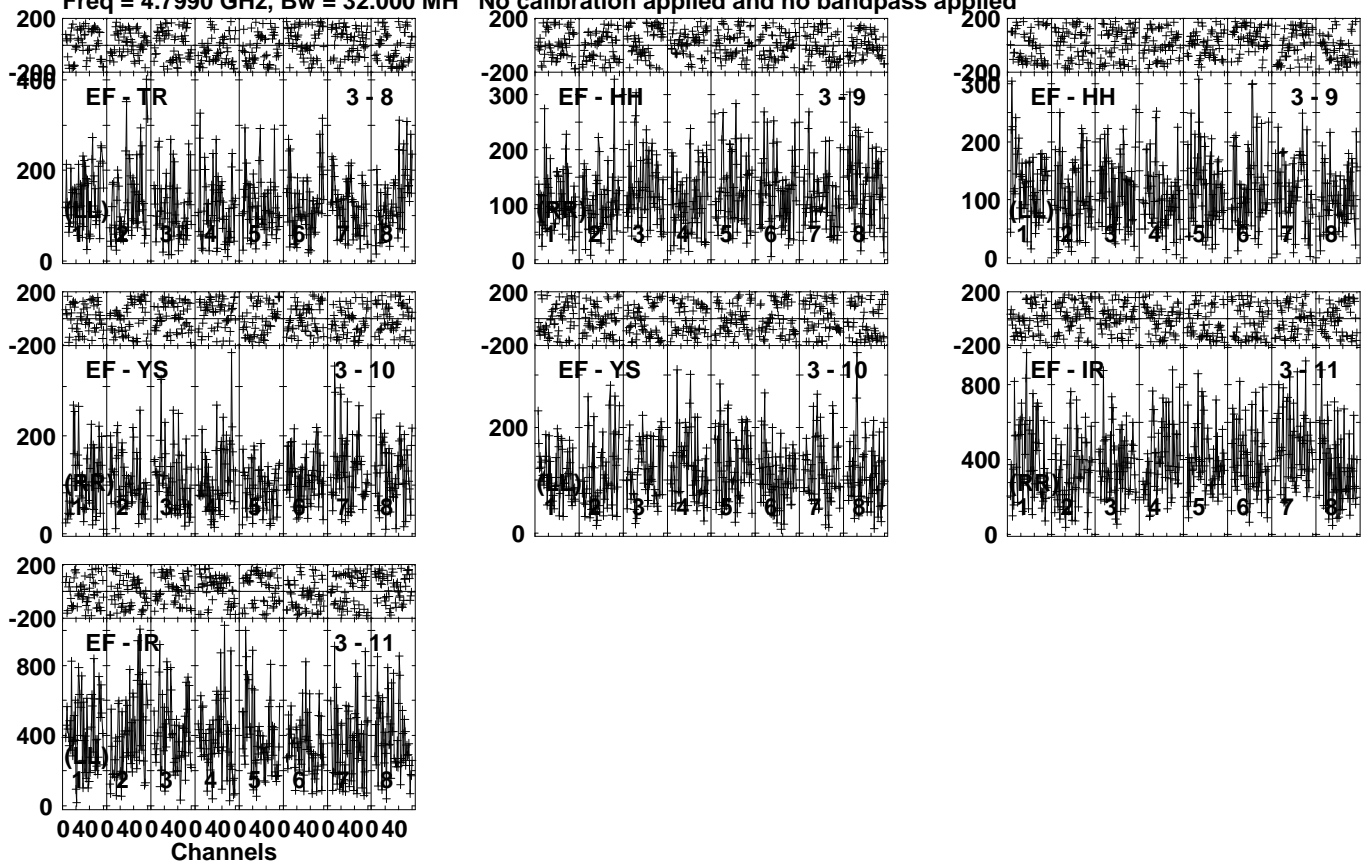 Freq = 4.7990 GHz, Bw = 32.000 MH No calibration applied and no bandpass applied
200
-200
400
200
0
EF - TR 3 - 8
(LL)
1 2 3 4 5 6 7 8
200
-200
300
200
100
0
EF - HH 3 - 9
(RR)
1 2 3 4 5 6 7 8
200
-200
300
200
100
0
EF - HH 3 - 9
(LL)
1 2 3 4 5 6 7 8
200
-200
200
0
EF - YS 3 - 10
(RR)
1 2 3 4 5 6 7 8
200
-200
200
0
EF - YS 3 - 10
(LL)
1 2 3 4 5 6 7 8
200
-200
800
400
0
EF - IR 3 - 11
(RR)
1 2 3 4 5 6 7 8
200
-200
800
400
0
EF - IR 3 - 11
(LL)
1 2 3 4 5 6 7 8
0 40 0 40 0 40 0 40 0 40 0 40 0 40 0 40
Channels